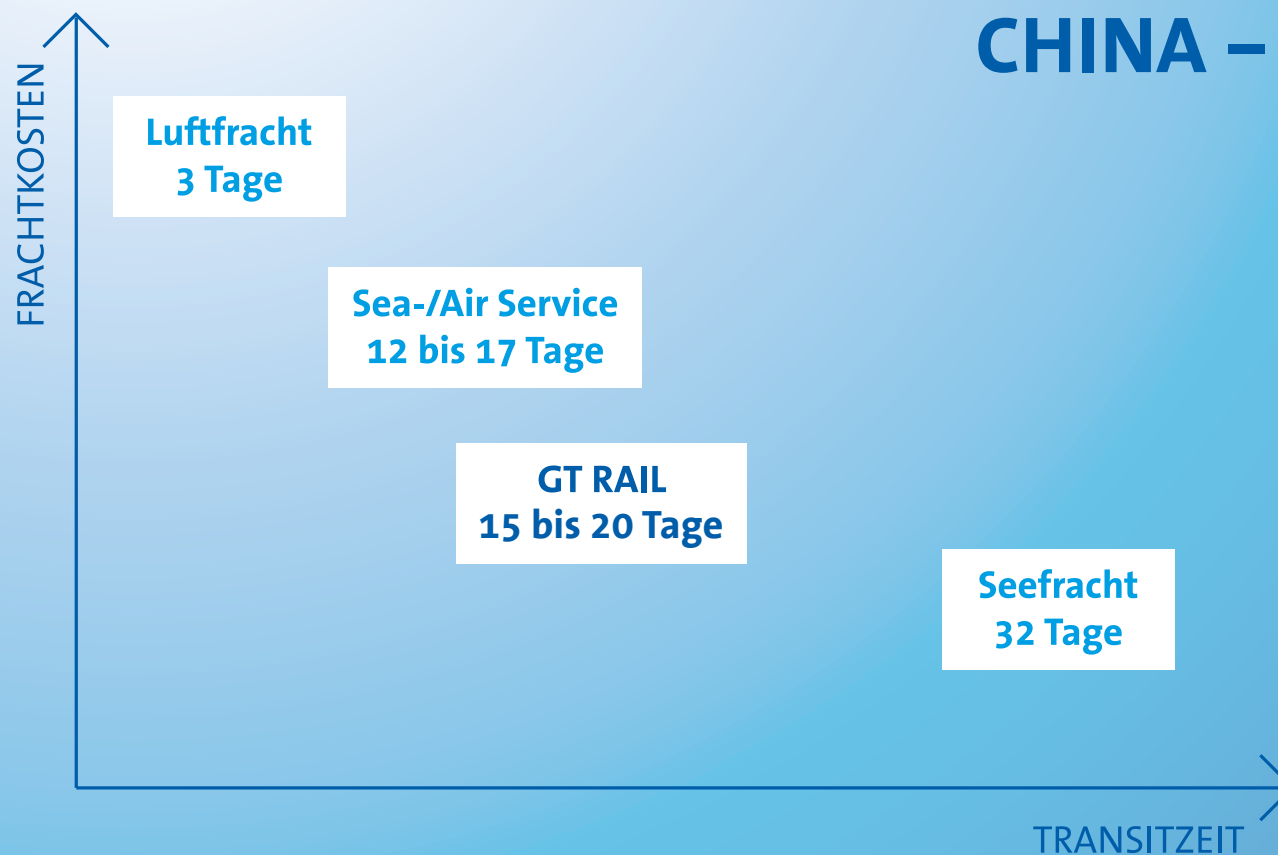 CHINA –
FRACHTKOSTEN
Luftfracht
3 Tage
Sea-/Air Service
12 bis 17 Tage
GT RAIL
15 bis 20 Tage
Seefracht
32 Tage
TRANSITZEIT